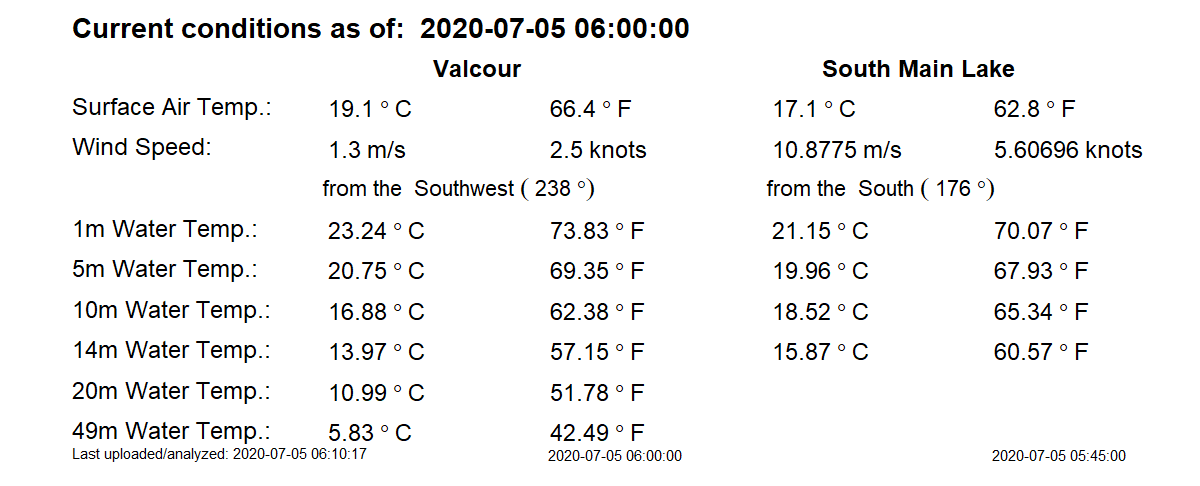 Current conditions as of: 2020-07-05 06:00:00
Valcour South Main Lake
Surface Air Temp.: 19.1 ° C 66.4 ° F 17.1 ° C 62.8 ° F
Wind Speed: 1.3 m/s 2.5 knots 10.8775 m/s 5.60696 knots
from the Southwest ( 238 °) from the South ( 176 °)
1m Water Temp.: 23.24 ° C 73.83 ° F 21.15 ° C 70.07 ° F
5m Water Temp.: 20.75 ° C 69.35 ° F 19.96 ° C 67.93 ° F
10m Water Temp.: 16.88 ° C 62.38 ° F 18.52 ° C 65.34 ° F
14m Water Temp.: 13.97 ° C 57.15 ° F 15.87 ° C 60.57 ° F
20m Water Temp.: 10.99 ° C 51.78 ° F
49m Water Temp.: 5.83 ° C 42.49 ° F
Last uploaded/analyzed: 2020-07-05 06:10:17 2020-07-05 06:00:00 2020-07-05 05:45:00